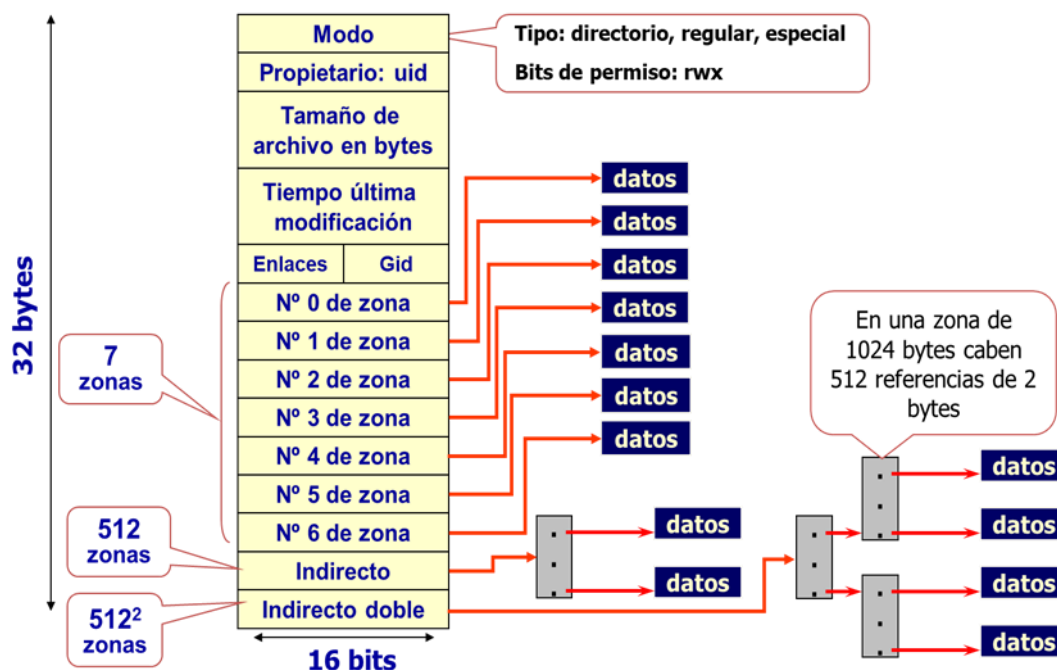 Modo
Tipo: directorio, regular, especial
Bits de permiso: rwx
Propietario: uid
Tamaño de
archivo en bytes
Tiempo última
modificación
Enlaces
Gid
Nº 0 de zona
Nº 1 de zona
Nº 2 de zona
Nº 3 de zona
Nº 4 de zona
Nº 5 de zona
Nº 6 de zona
Indirecto
Indirecto doble
32 bytes
16 bits
7
zonas
512
zonas
512²
zonas
datos
datos
datos
datos
datos
datos
datos
datos
datos
En una zona de
1024 bytes caben
512 referencias de 2
bytes
datos
datos
datos
datos